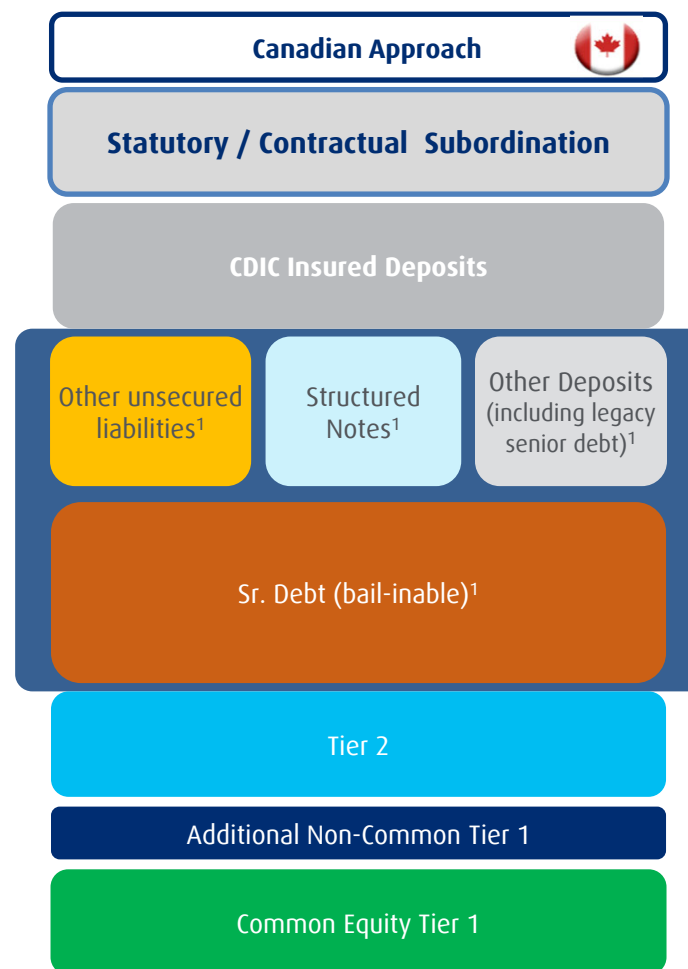 Canadian Approach
Statutory / Contractual Subordination
CDIC Insured Deposits
Other unsecured
liabilities¹
Structured
Notes¹
Other Deposits
(including legacy
senior debt)¹
Sr. Debt (bail-inable)¹
Tier 2
Additional Non-Common Tier 1
Common Equity Tier 1